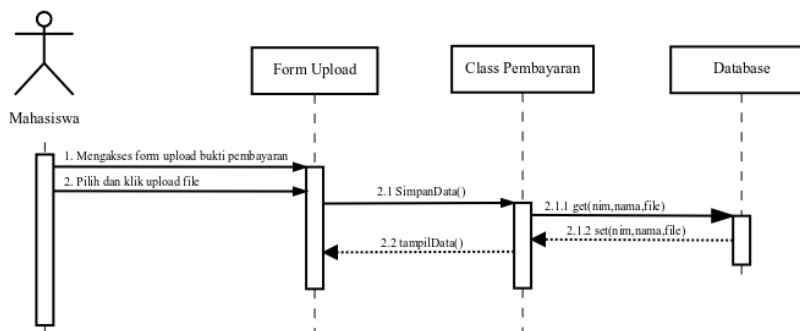 Form Upload
Class Pembayaran
Database
Mahasiswa
1. Mengakses form upload bukti pembayaran
2. Pilih dan klik upload file
2.1 SimpanData()
2.1.1 get(nim,nama,file)
2.1.2 set(nim,nama,file)
2.2 tampilData()